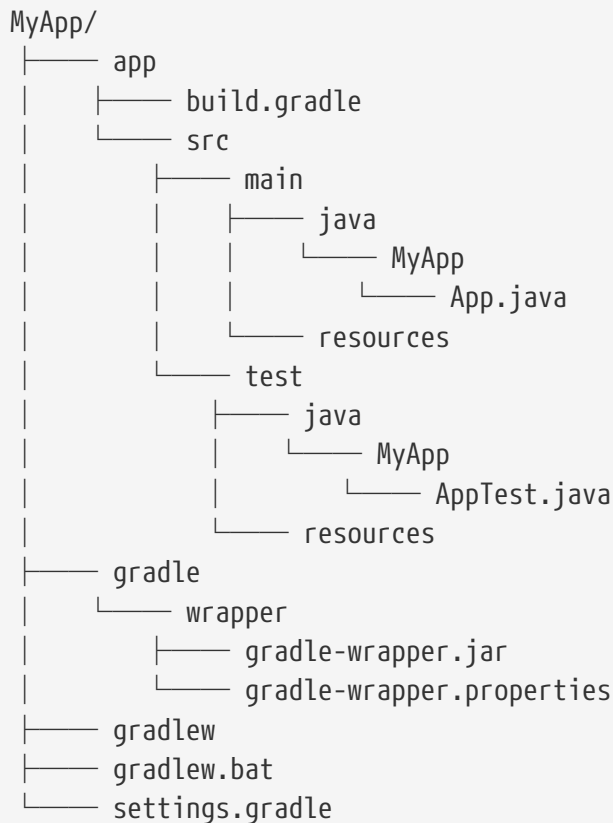 MyApp/
├──── app
│    ├──── build.gradle
│    └──── src
│         ├──── main
│         │    ├──── java
│         │    │    └──── MyApp
│         │    │         └──── App.java
│         │    └──── resources
│         └──── test
│              ├──── java
│              │    └──── MyApp
│              │         └──── AppTest.java
│              └──── resources
├──── gradle
│    └──── wrapper
│         ├──── gradle-wrapper.jar
│         └──── gradle-wrapper.properties
├──── gradlew
├──── gradlew.bat
└──── settings.gradle